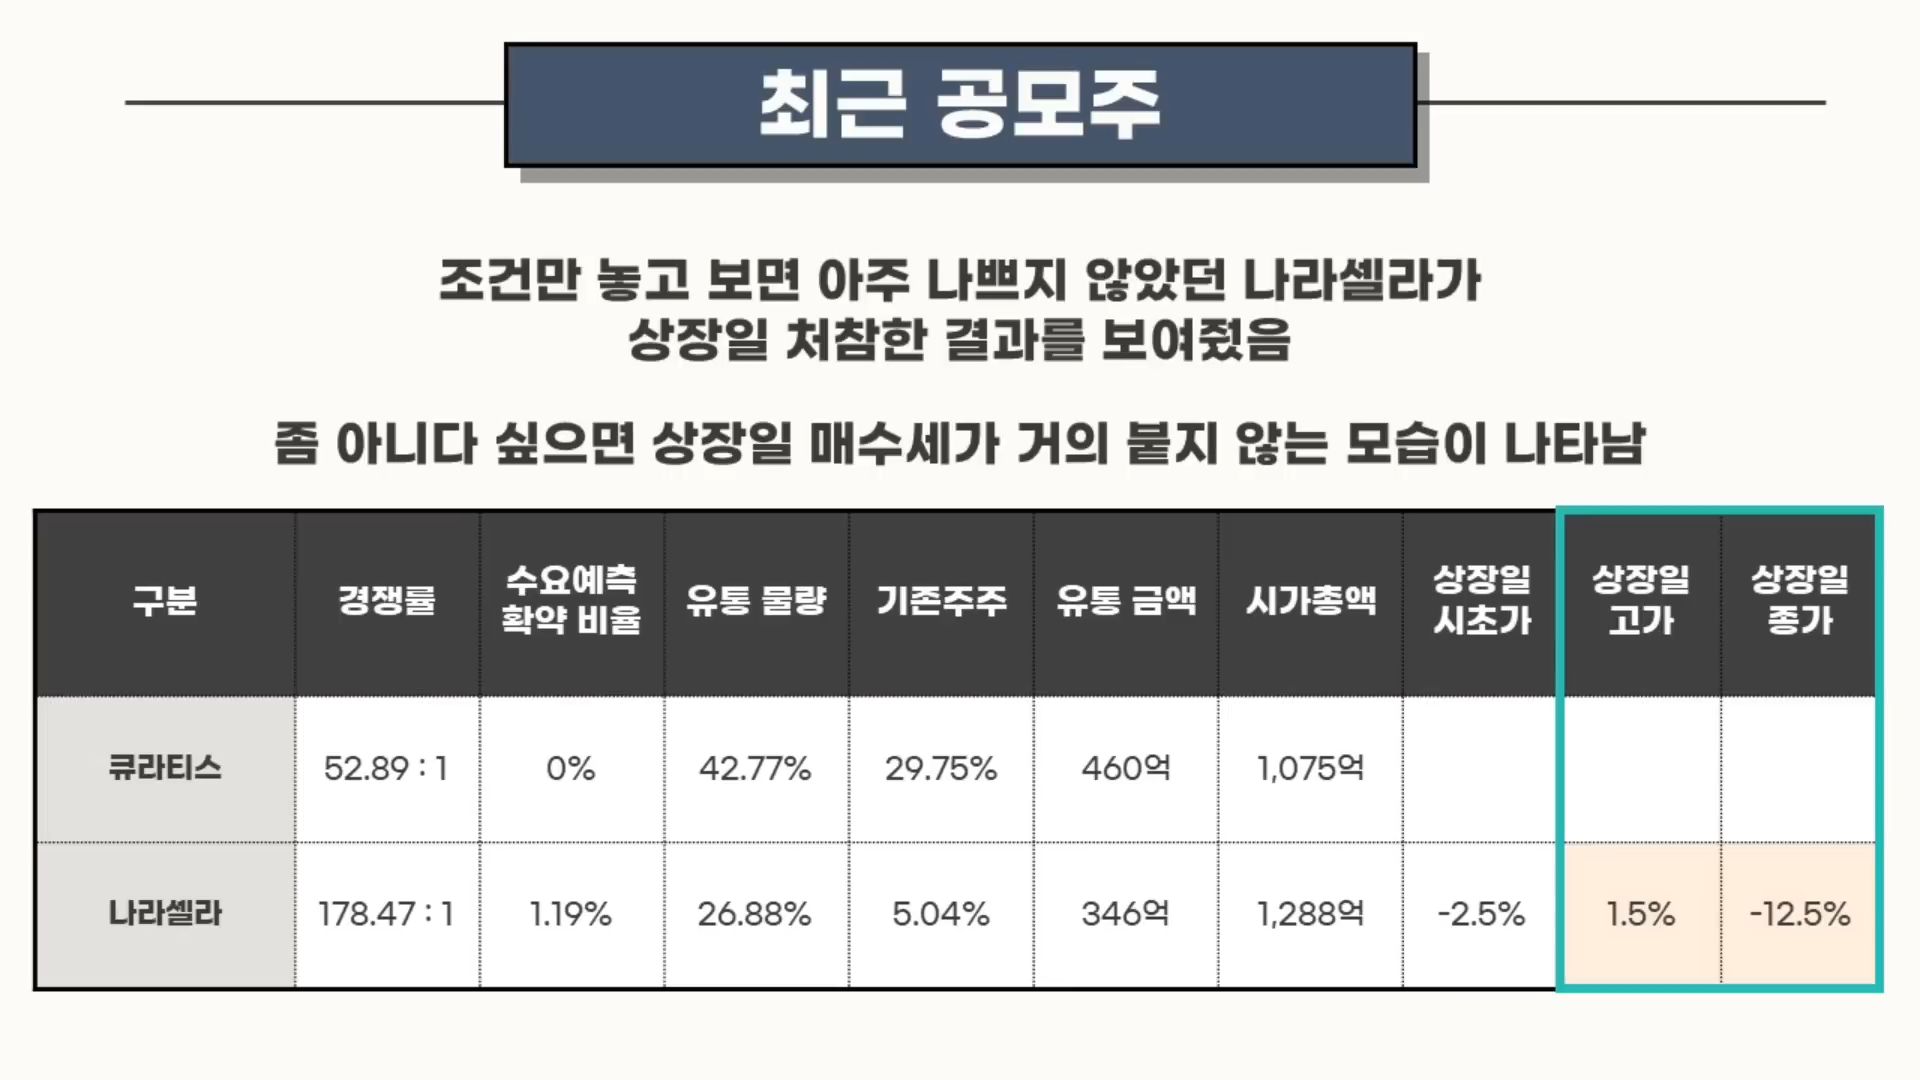 최근 공모주
조건만 놓고 보면 아주 나쁘지 않았던 나라셀라가
상장일 처참한 결과를 보여줬음
좀 아니다 싶으면 상장일 매수세가 거의 붙지 않는 모습이 나타남
구분 경쟁률 수요예측 확약 비율 유통 물량 기존주주 유통 금액 시가총액 상장일 시초가 상장일 고가 상장일 종가
큐라티스 52.89 : 1 0% 42.77% 29.75% 460억 1,075억
나라셀라 178.47 : 1 1.19% 26.88% 5.04% 346억 1,288억 -2.5% 1.5% -12.5%